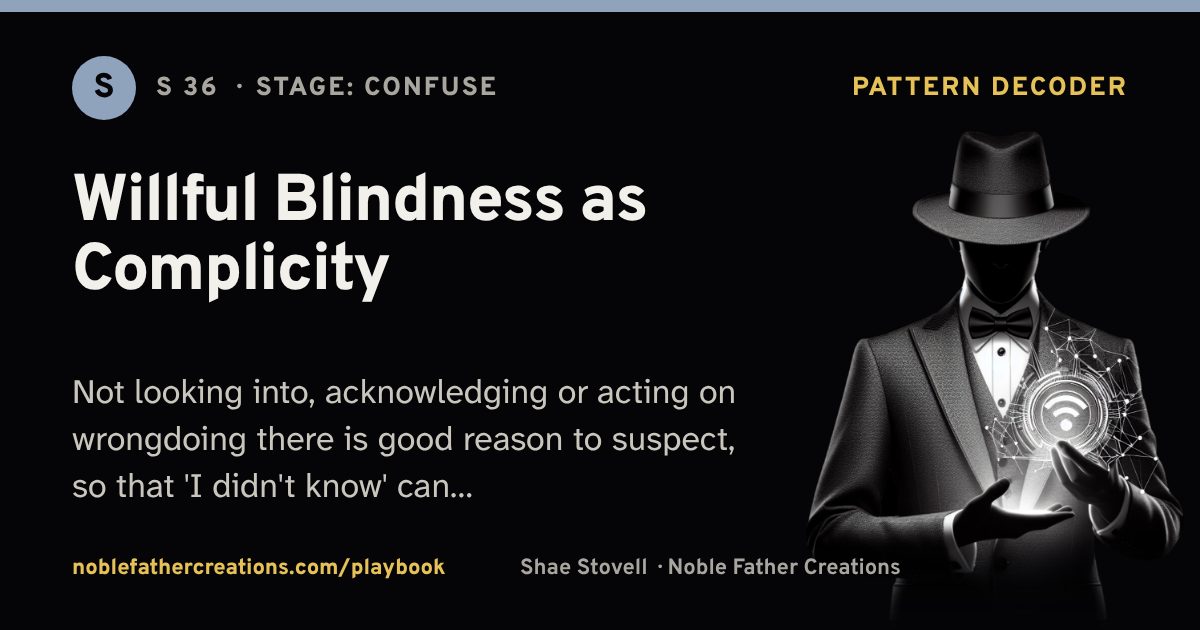 S
S 36 · STAGE: CONFUSE
PATTERN DECODER
Willful Blindness as
Complicity
Not looking into, acknowledging or acting on
wrongdoing there is good reason to suspect,
so that 'I didn't know' can...
noblefathercreations.com/playbook
Shae Stovell · Noble Father Creations